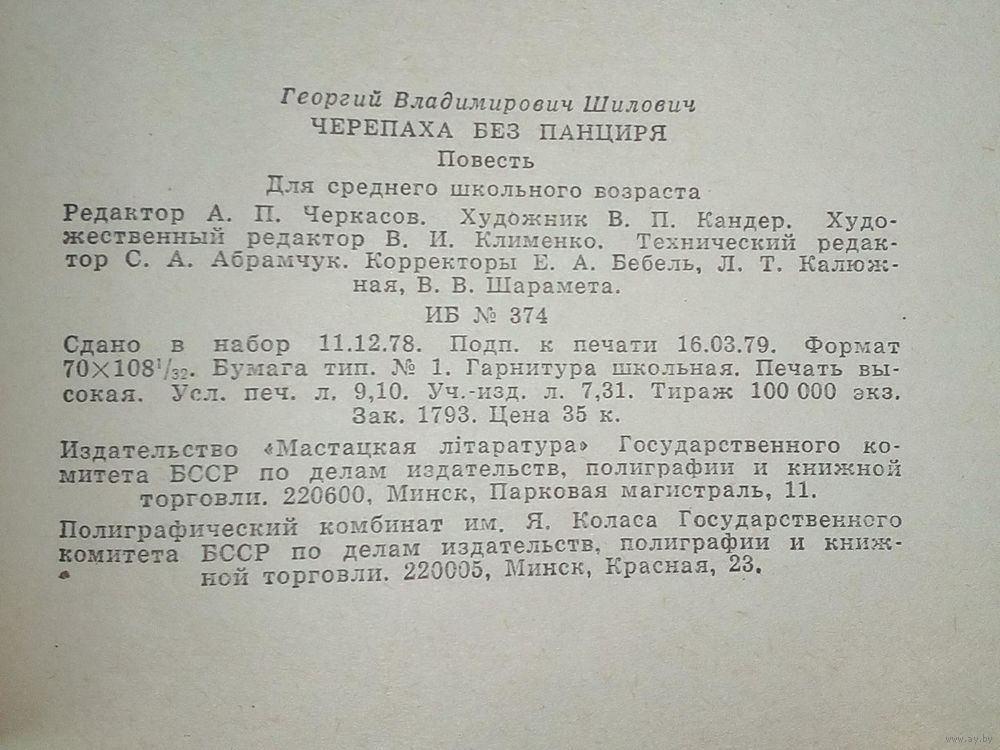 Георгий Владимирович Шилович
ЧЕРЕПАХА БЕЗ ПАНЦИРЯ
Повесть
Для среднего школьного возраста
Редактор А. П. Черкасов. Художник В. П. Кандер. Худо-
жественный редактор В. И. Клименко. Технический редак-
тор С. А. Абрамчук. Корректоры Е. А. Бебель, Л. Т. Калюж-
ная, В. В. Шарамета.
ИБ № 374
Сдано в набор 11.12.78. Подп. к печати 16.03.79. Формат
70×108¹/₃₂. Бумага тип. № 1. Гарнитура школьная. Печать вы-
сокая. Усл. печ. л. 9,10. Уч.-изд. л. 7,31. Тираж 100 000 экз.
Зак. 1793. Цена 35 к.
Издательство «Мастацкая літаратура» Государственного ко-
митета БССР по делам издательств, полиграфии и книжной
торговли. 220600, Минск, Парковая магистраль, 11.
Полиграфический комбинат им. Я. Коласа Государственного
комитета БССР по делам издательств, полиграфии и книж-
ной торговли. 220005, Минск, Красная, 23.
www.ay.by